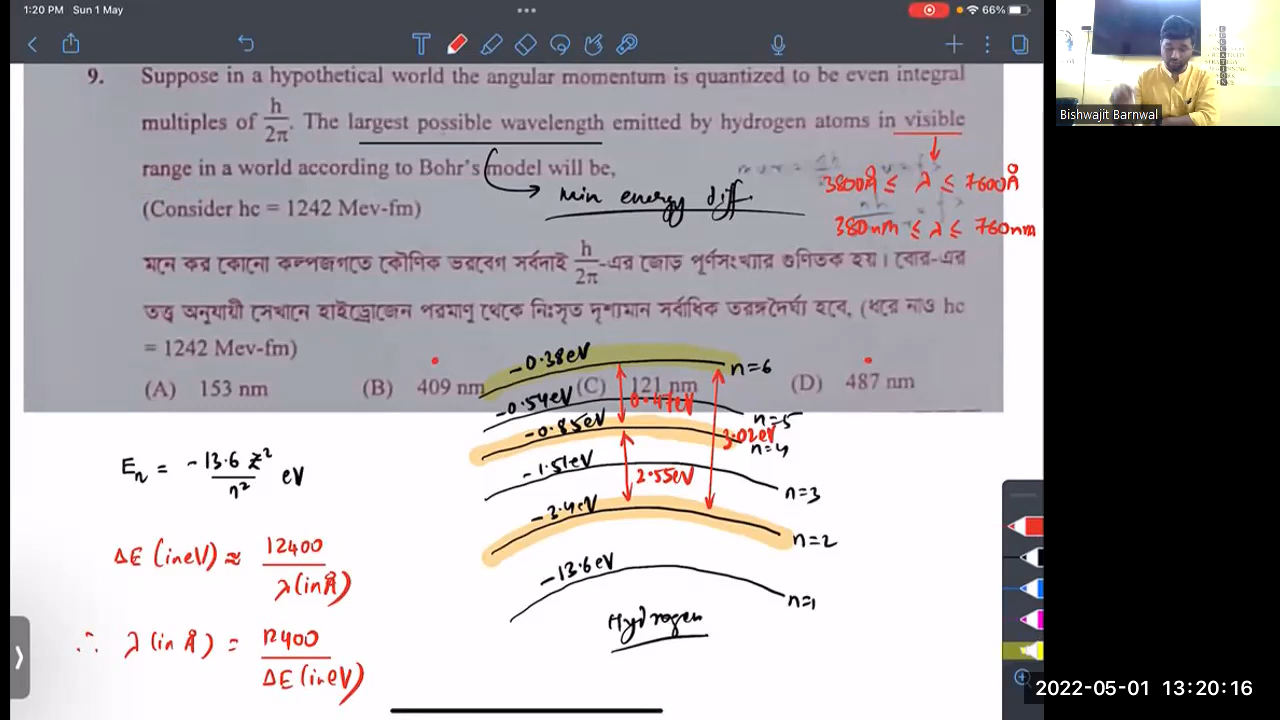 1:20 PM Sun 1 May
66%
9. Suppose in a hypothetical world the angular momentum is quantized to be even integral
multiples of h/2π. The largest possible wavelength emitted by hydrogen atoms in visible
range in a world according to Bohr's model will be,
(Consider hc = 1242 Mev-fm)
Min energy diff.
3800Å ≤ λ ≤ 7600Å
380nm ≤ λ ≤ 760nm
মনে কর কোনো কল্পজগতে কৌণিক ভরবেগ সর্বদাই h/2π-এর জোড় পূর্ণসংখ্যার গুণিতক হয়। বোর-এর
তত্ত্ব অনুযায়ী সেখানে হাইড্রোজেন পরমাণু থেকে নিঃসৃত দৃশ্যমান সর্বাধিক তরঙ্গদৈর্ঘ্য হবে, (ধরে নাও hc
= 1242 Mev-fm)
(A) 153 nm (B) 409 nm (C) 121 nm (D) 487 nm
-0.38eV n=6
-0.54eV n=5
0.47eV
-0.85eV n=4
3.02eV
-1.51eV n=3
2.55eV
-3.4eV n=2
-13.6eV n=1
Hydrogen
En = -13.6 z²/n² eV
ΔE (in eV) ≈ 12400/λ(in Å)
∴ λ (in Å) = 12400/ΔE (in eV)
Bishwajit Barnwal
2022-05-01 13:20:16